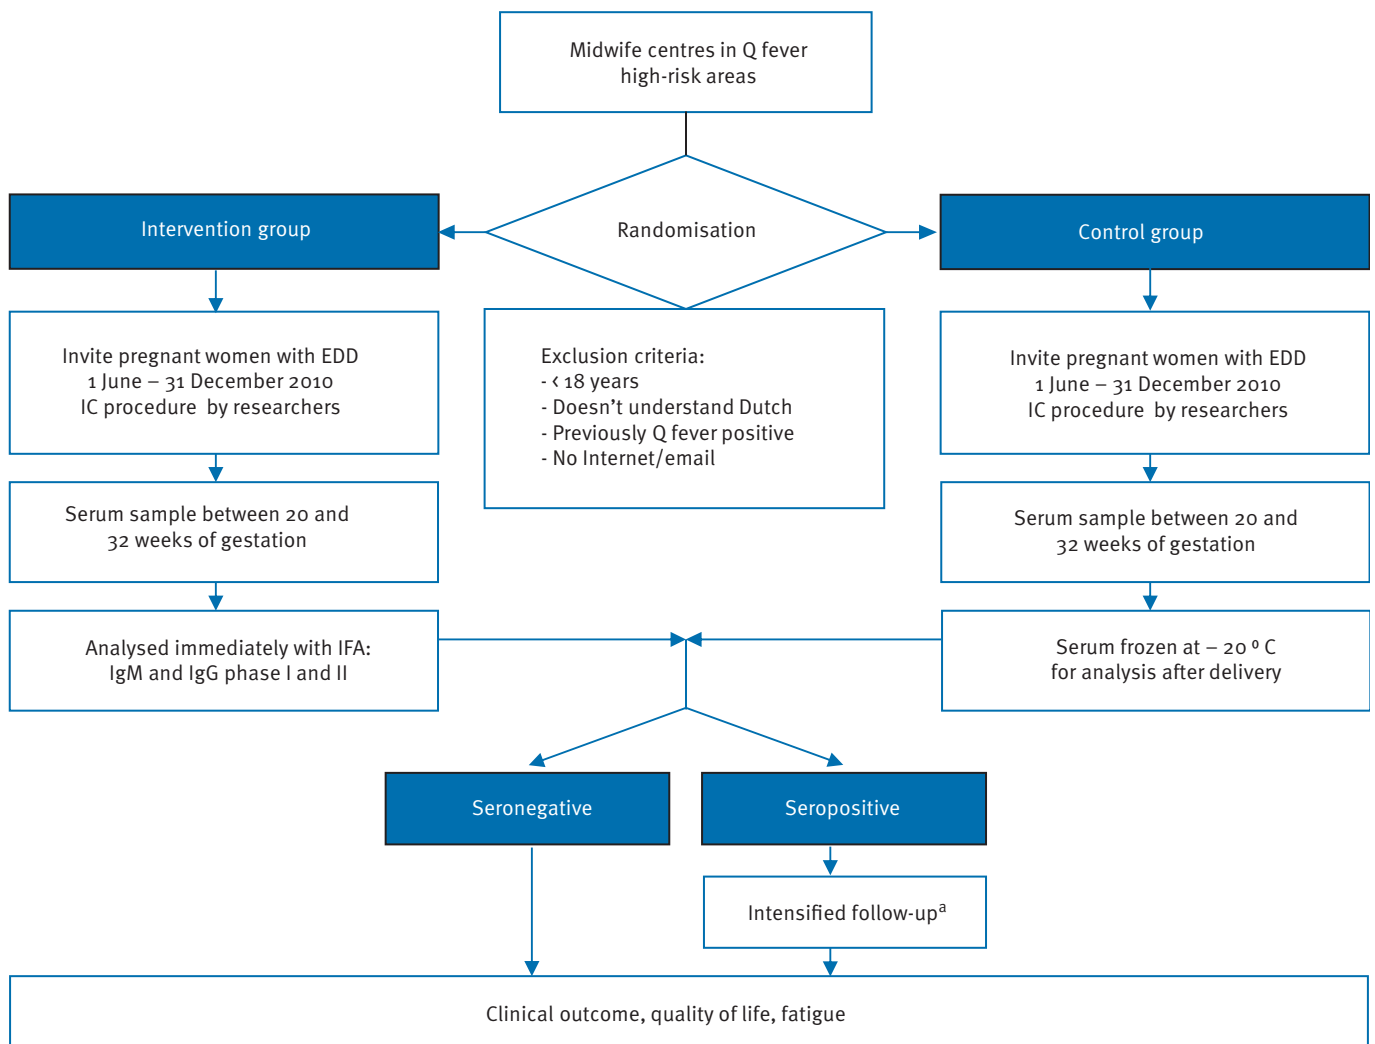 Midwife centres in Q fever
high-risk areas
Intervention group
Randomisation
Control group
Invite pregnant women with EDD
1 June – 31 December 2010
IC procedure by researchers
Exclusion criteria:
- < 18 years
- Doesn't understand Dutch
- Previously Q fever positive
- No Internet/email
Invite pregnant women with EDD
1 June – 31 December 2010
IC procedure by researchers
Serum sample between 20 and
32 weeks of gestation
Serum sample between 20 and
32 weeks of gestation
Analysed immediately with IFA:
IgM and IgG phase I and II
Serum frozen at – 20 º C
for analysis after delivery
Seronegative
Seropositive
Intensified follow-upª
Clinical outcome, quality of life, fatigue